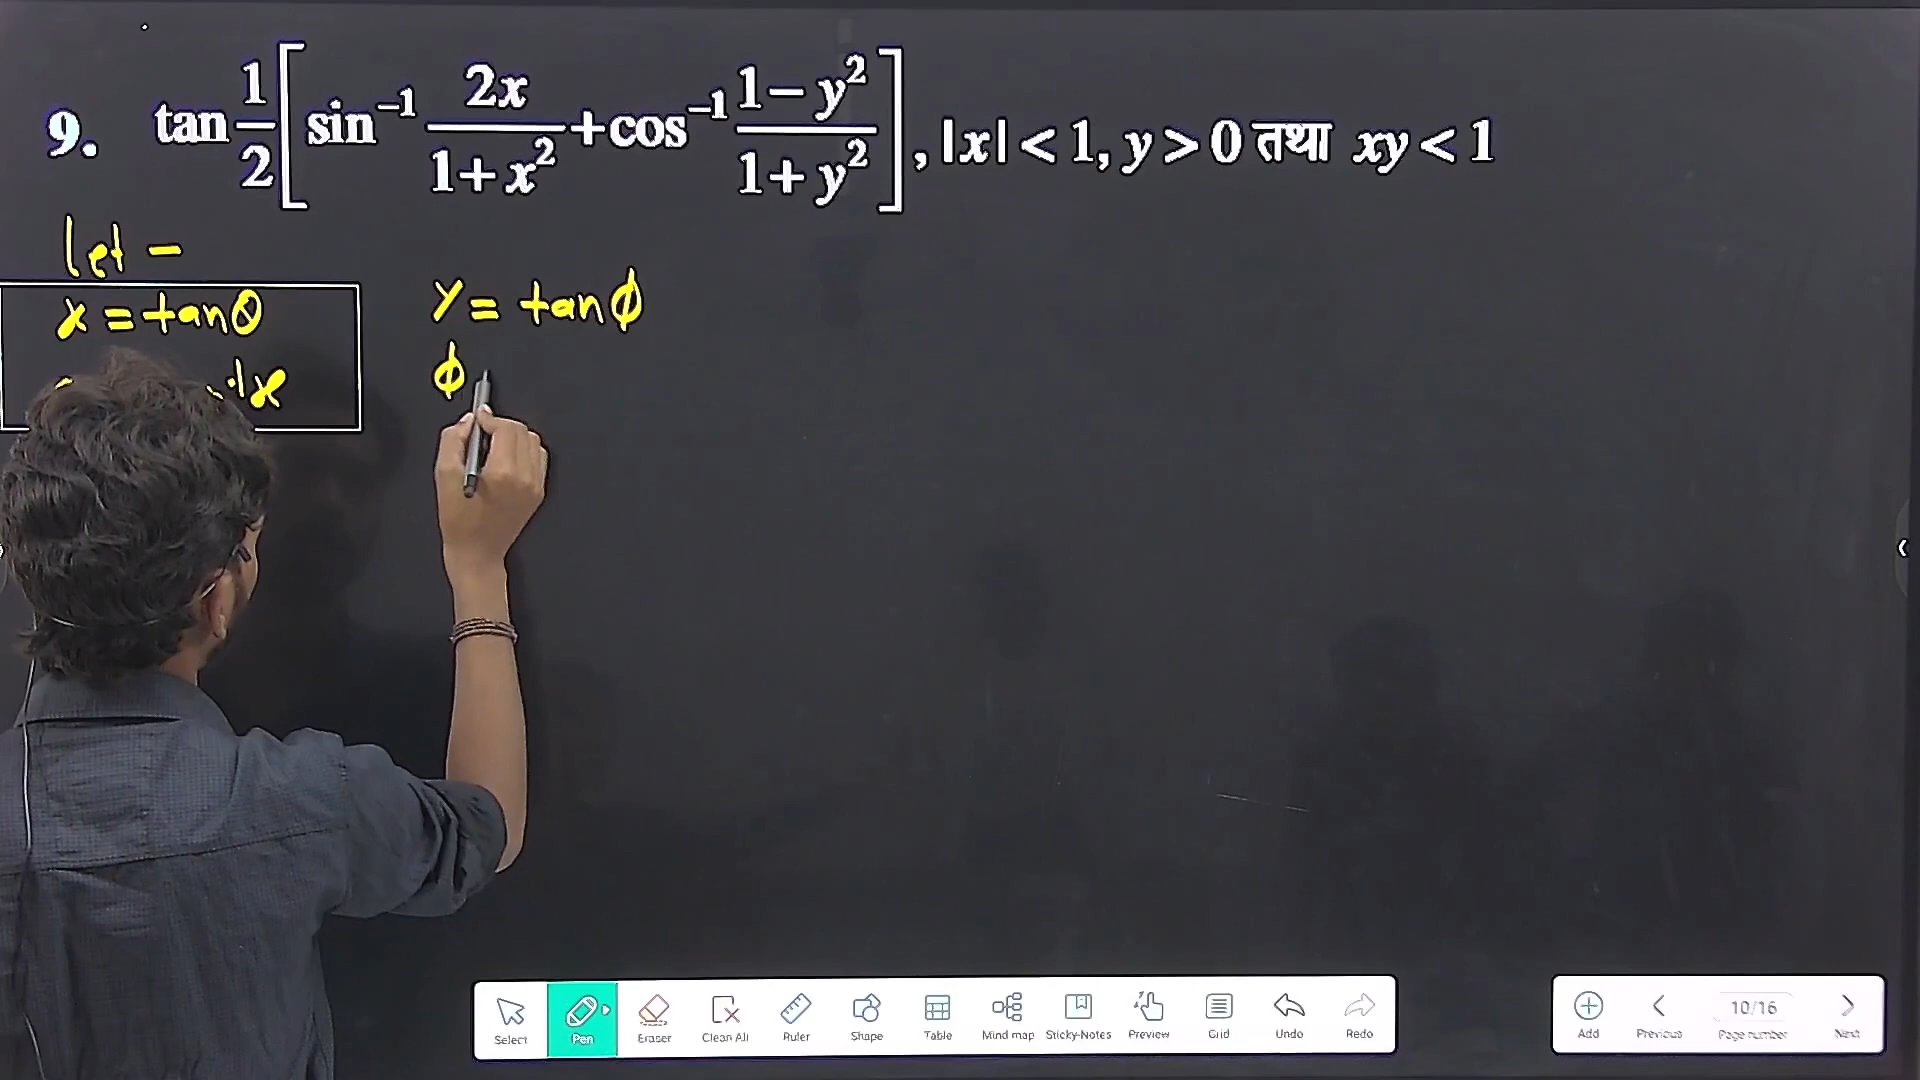 9. tan 1/2 [ sin⁻¹ 2x/(1+x²) + cos⁻¹ (1−y²)/(1+y²) ], |x| < 1, y > 0 तथा xy < 1
let -
x = tanθ
y = tanϕ
ϕ
Select Pen Eraser Clean All Ruler Shape Table Mind map Sticky-Notes Preview Grid Undo Redo
Add Previous 10/16 Page number Next